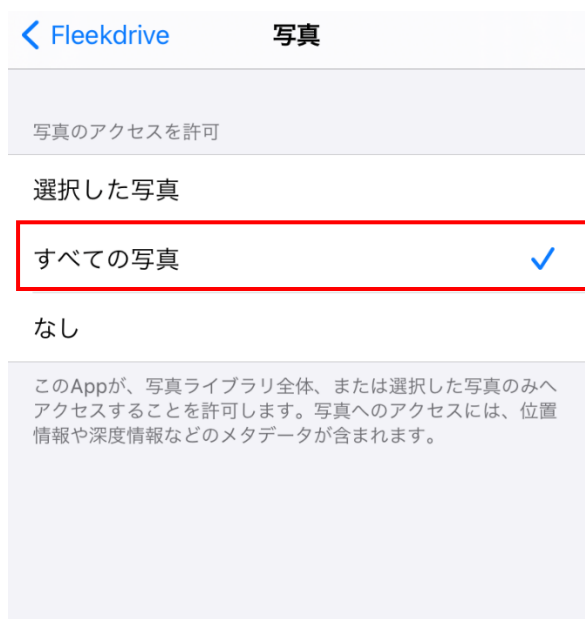 Fleekdrive 写真
写真のアクセスを許可
選択した写真
すべての写真
なし
このAppが、写真ライブラリ全体、または選択した写真のみへ
アクセスすることを許可します。写真へのアクセスには、位置
情報や深度情報などのメタデータが含まれます。